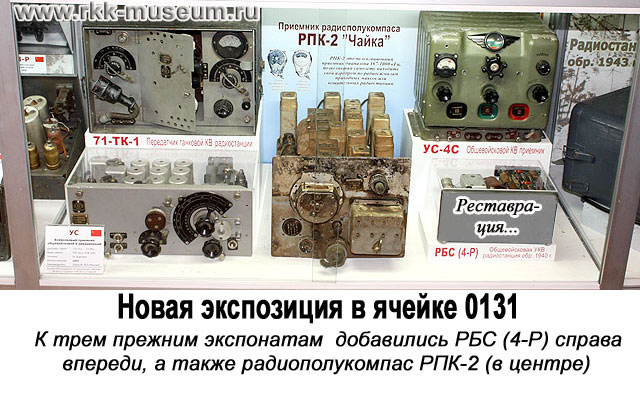 www.rkk-museum.ru
Приемник радиополукомпаса
РПК-2 "Чайка"
Радиостан
обр. 1943 г
71-ТК-1 Передатчик танковой КВ радиостанции
УС-4С Общевойсковой КВ приемник
УС
Реставра-
ция...
РБС (4-Р) Общевойсковая УКВ
радиостанция обр. 1940 г.
Новая экспозиция в ячейке 0131
К трем прежним экспонатам добавились РБС (4-Р) справа
впереди, а также радиополукомпас РПК-2 (в центре)